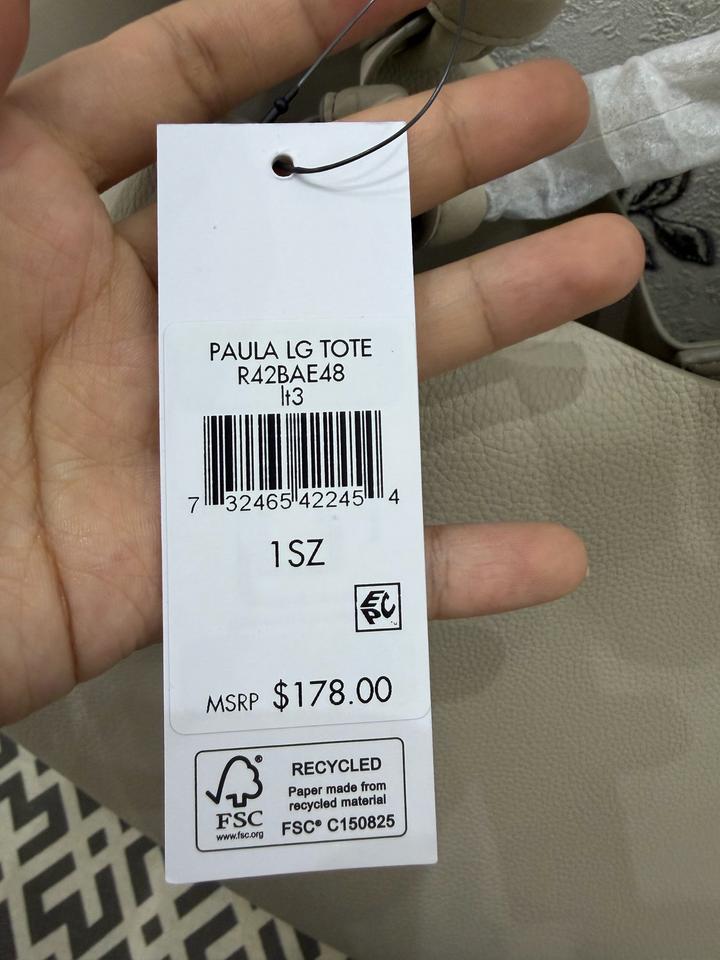 PAULA LG TOTE
R42BAE48
lt3
7 32465 42245 4
1SZ
EPC
MSRP $178.00
RECYCLED
Paper made from
recycled material
FSC® C150825
FSC®
www.fsc.org